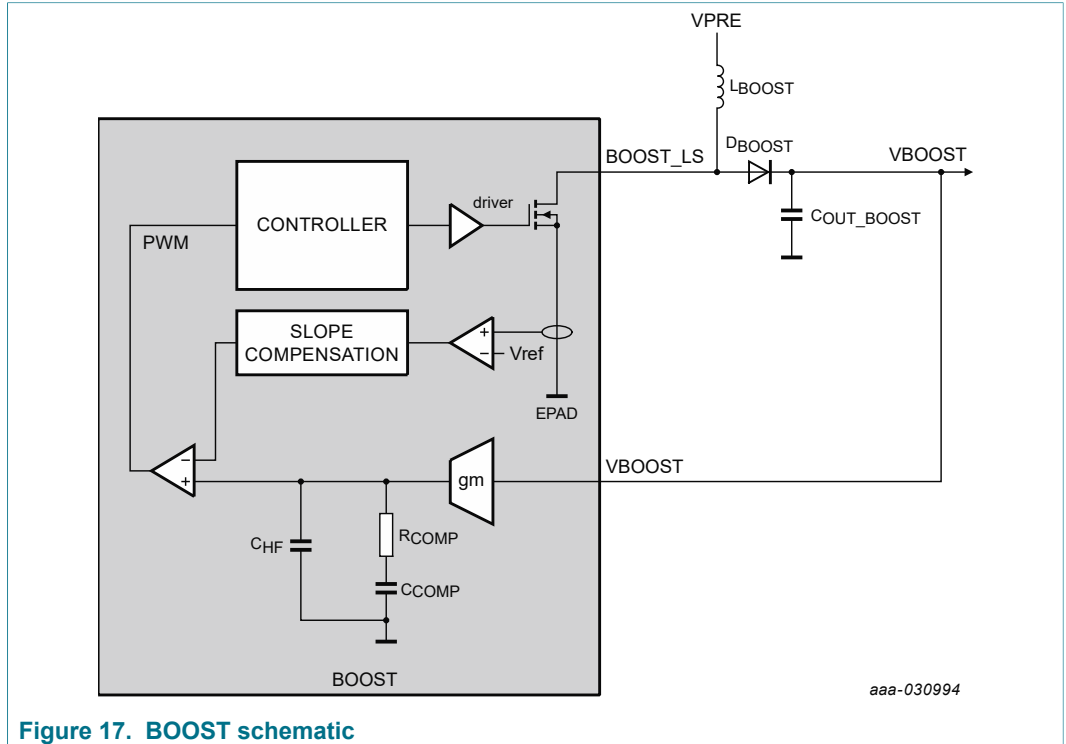 VPRE
LBOOST
DBOOST
BOOST_LS
VBOOST
driver
CONTROLLER
COUT_BOOST
PWM
SLOPE
COMPENSATION
+
−
Vref
EPAD
−
+
gm
VBOOST
CHF
RCOMP
CCOMP
BOOST
aaa-030994
Figure 17. BOOST schematic